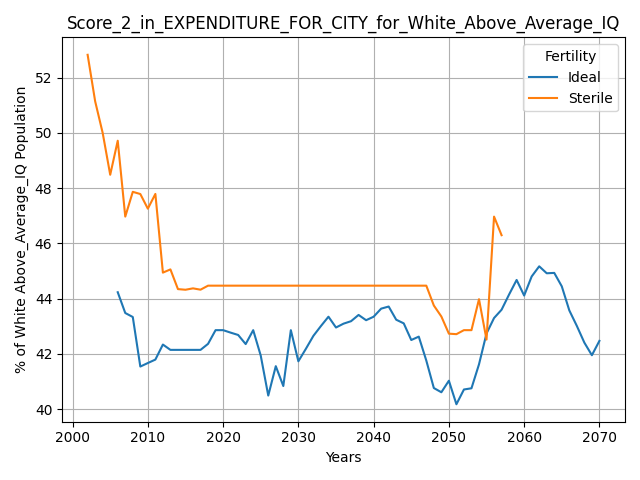 Score_2_in_EXPENDITURE_FOR_CITY_for_White_Above_Average_IQ
Fertility
Ideal
Sterile
% of White Above_Average_IQ Population
52
50
48
46
44
42
40
2000
2010
2020
2030
2040
2050
2060
2070
Years